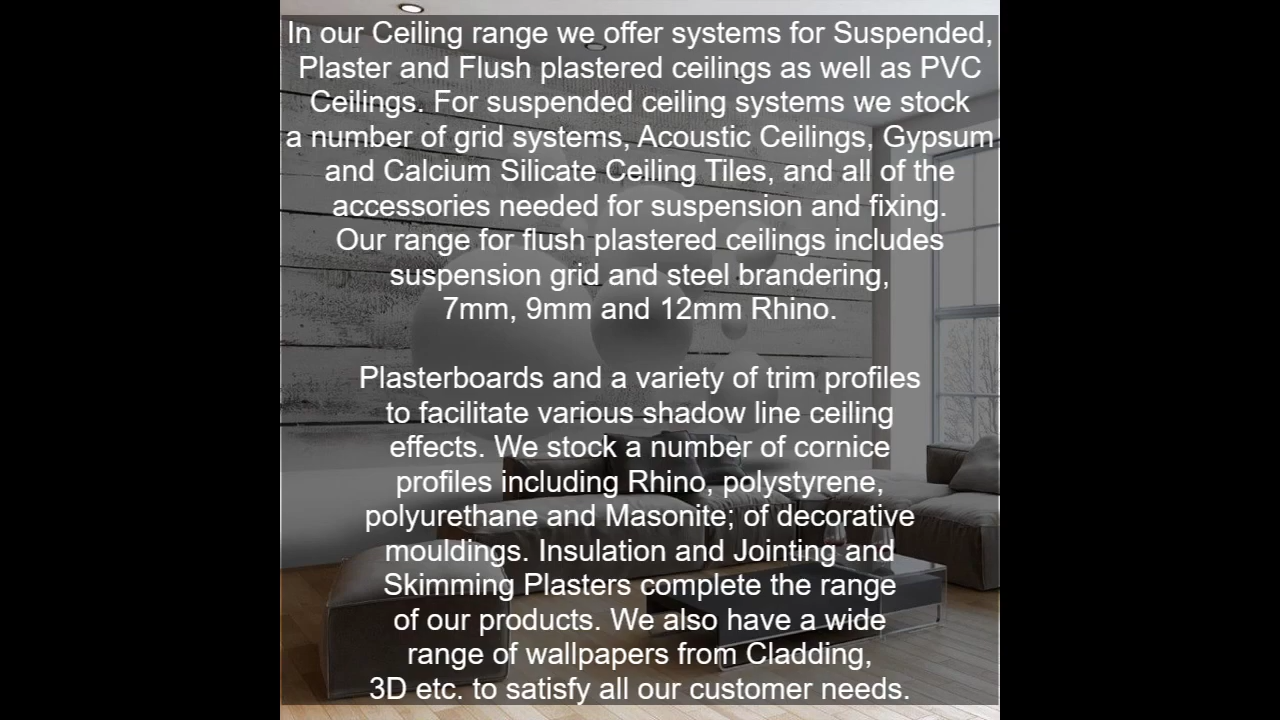 In our Ceiling range we offer systems for Suspended,
Plaster and Flush plastered ceilings as well as PVC
Ceilings. For suspended ceiling systems we stock
a number of grid systems, Acoustic Ceilings, Gypsum
and Calcium Silicate Ceiling Tiles, and all of the
accessories needed for suspension and fixing.
Our range for flush plastered ceilings includes
suspension grid and steel brandering,
7mm, 9mm and 12mm Rhino.
Plasterboards and a variety of trim profiles
to facilitate various shadow line ceiling
effects. We stock a number of cornice
profiles including Rhino, polystyrene,
polyurethane and Masonite; of decorative
mouldings. Insulation and Jointing and
Skimming Plasters complete the range
of our products. We also have a wide
range of wallpapers from Cladding,
3D etc. to satisfy all our customer needs.